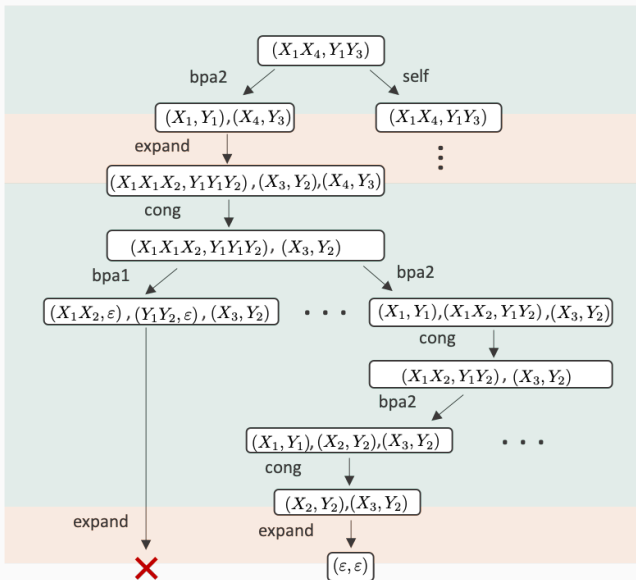 (X₁X₄, Y₁Y₃)
bpa2 self
(X₁, Y₁),(X₄, Y₃) (X₁X₄, Y₁Y₃)
expand
(X₁X₁X₂, Y₁Y₁Y₂) ,(X₃, Y₂),(X₄, Y₃)
cong
(X₁X₁X₂, Y₁Y₁Y₂), (X₃, Y₂)
bpa1 bpa2
(X₁X₂, ε) ,(Y₁Y₂, ε) , (X₃, Y₂) · · · (X₁, Y₁),(X₁X₂, Y₁Y₂) ,(X₃, Y₂)
cong
(X₁X₂, Y₁Y₂) , (X₃, Y₂)
bpa2
(X₁, Y₁),(X₂, Y₂),(X₃, Y₂) · · ·
cong
(X₂, Y₂),(X₃, Y₂)
expand expand
(ε, ε)